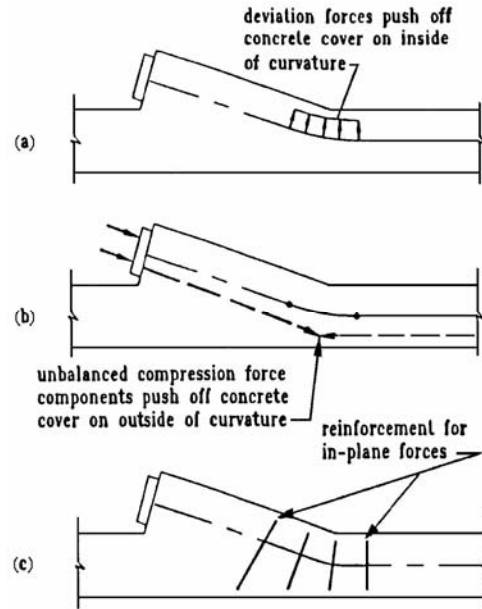 deviation forces push off
concrete cover on inside
of curvature
(a)
(b)
unbalanced compression force
components push off concrete
cover on outside of curvature
reinforcement for
in-plane forces
(c)